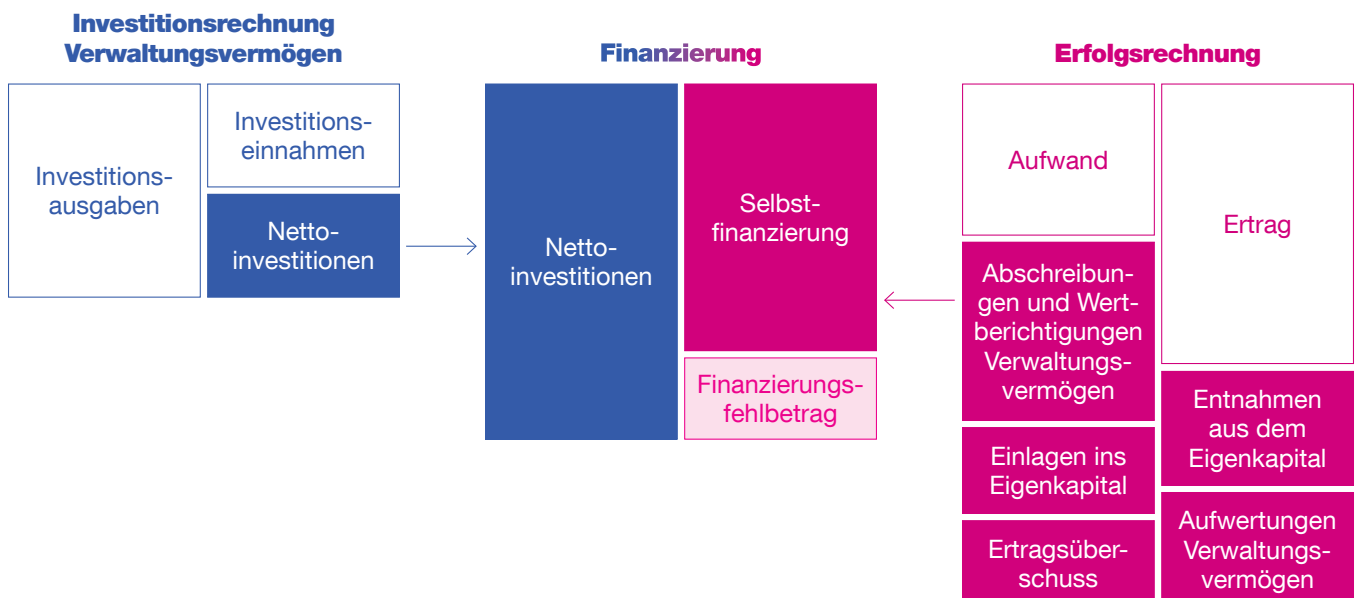 Investitionsrechnung
Verwaltungsvermögen
Investitions-
ausgaben
Investitions-
einnahmen
Netto-
investitionen
Finanzierung
Netto-
investitionen
Selbst-
finanzierung
Finanzierungs-
fehlbetrag
Erfolgsrechnung
Aufwand
Abschreibun-
gen und Wert-
berichtigungen
Verwaltungs-
vermögen
Einlagen ins
Eigenkapital
Ertragsüber-
schuss
Ertrag
Entnahmen
aus dem
Eigenkapital
Aufwertungen
Verwaltungs-
vermögen